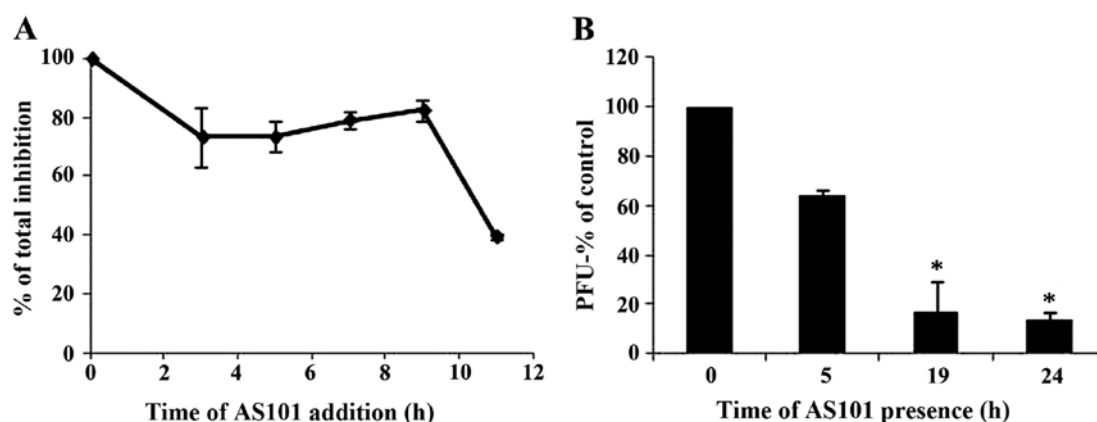 A
% of total inhibition
100
80
60
40
20
0
0 2 4 6 8 10 12
Time of AS101 addition (h)
B
PFU-% of control
120
100
80
60
40
20
0
* *
0 5 19 24
Time of AS101 presence (h)